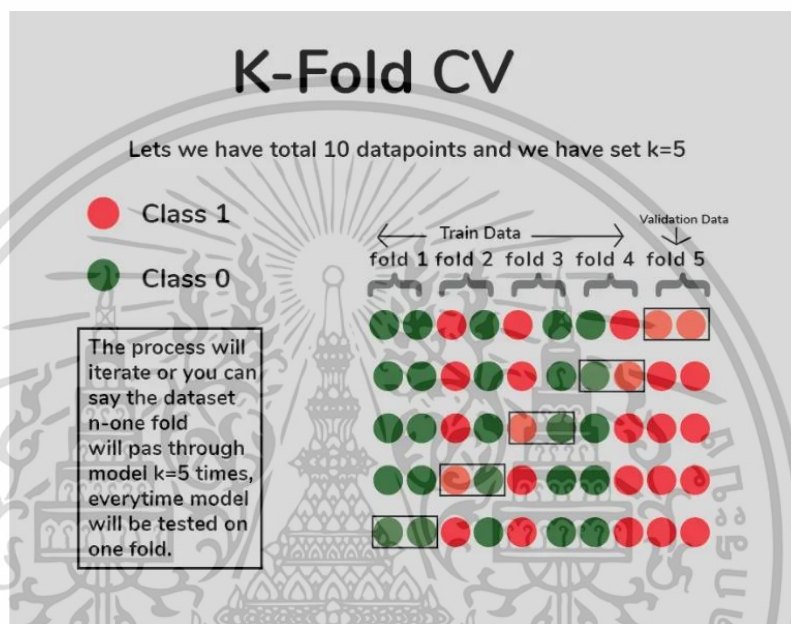 K-Fold CV
Lets we have total 10 datapoints and we have set k=5
Class 1
Class 0
Validation Data
Train Data
fold 1 fold 2 fold 3 fold 4 fold 5
The process will
iterate or you can
say the dataset
n-one fold
will pas through
model k=5 times,
everytime model
will be tested on
one fold.